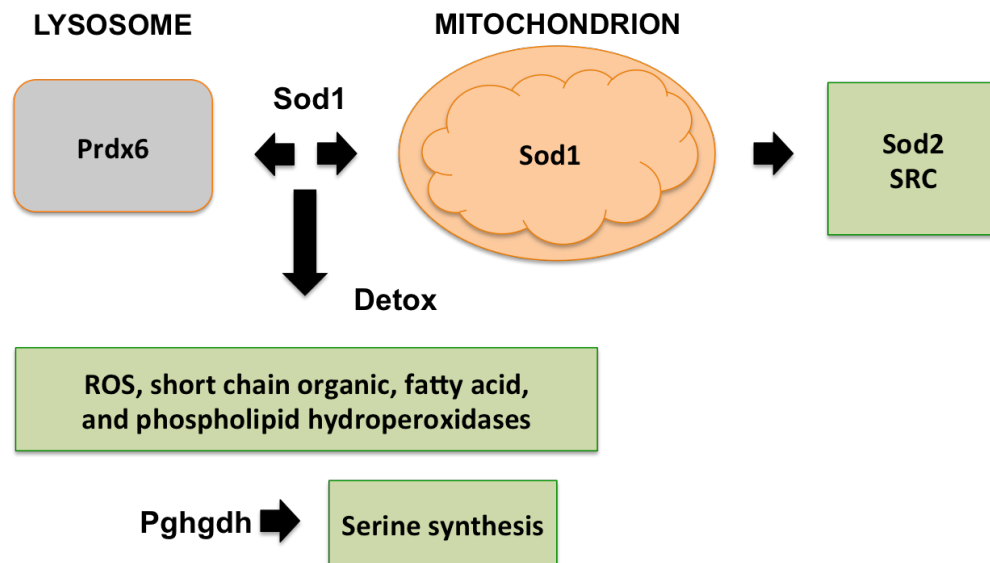 LYSOSOME
MITOCHONDRION
Prdx6
Sod1
Sod1
Sod2
SRC
Detox
ROS, short chain organic, fatty acid,
and phospholipid hydroperoxidases
Pghgdh
Serine synthesis